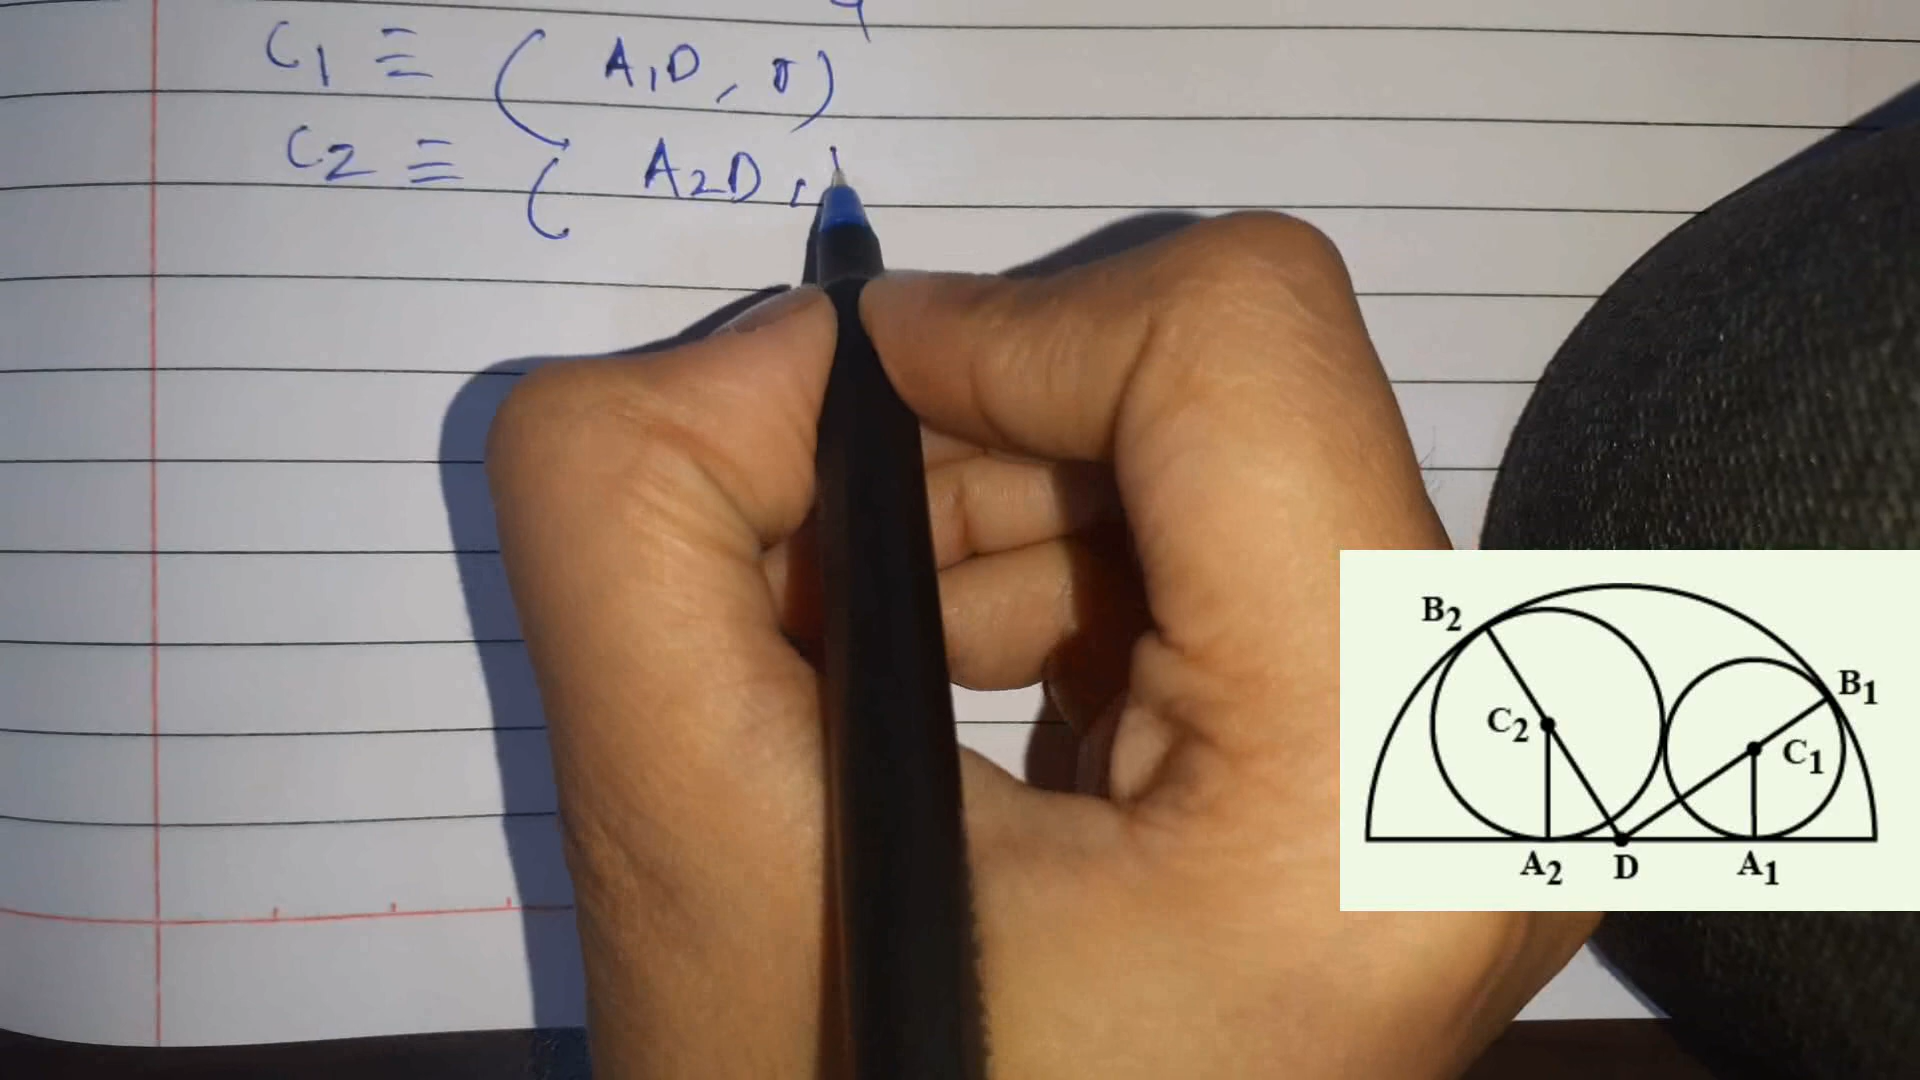 C1 ≡ ( A1D, r)
C2 ≡ ( A2D,
B2
B1
C2
C1
A2 D A1